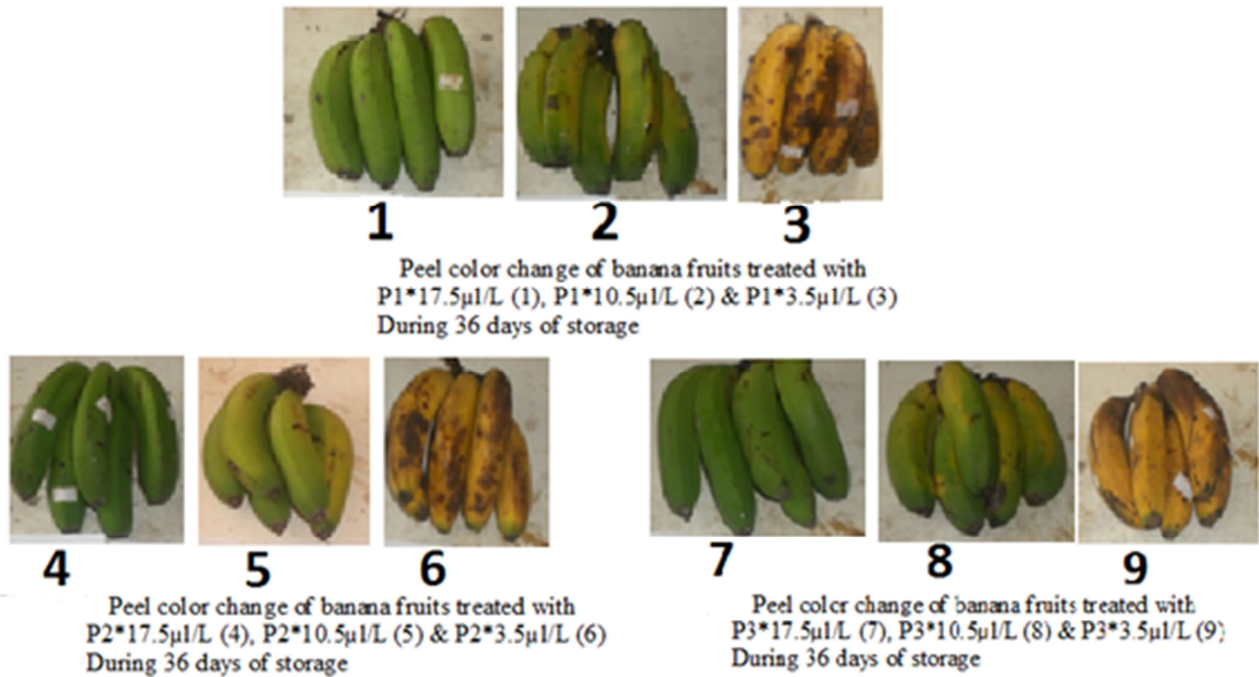 1 2 3
Peel color change of banana fruits treated with
P1*17.5µl/L (1), P1*10.5µl/L (2) & P1*3.5µl/L (3)
During 36 days of storage
4 5 6
Peel color change of banana fruits treated with
P2*17.5µl/L (4), P2*10.5µl/L (5) & P2*3.5µl/L (6)
During 36 days of storage
7 8 9
Peel color change of banana fruits treated with
P3*17.5µl/L (7), P3*10.5µl/L (8) & P3*3.5µl/L (9)
During 36 days of storage